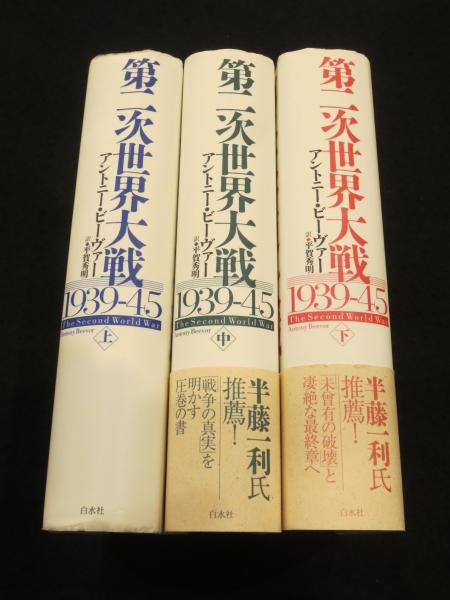 第二次世界大戦
アントニー・ビーヴァー
訳•平賀秀明
1939-45
The Second World War
Antony Beevor
上
白水社
第二次世界大戦
アントニー・ビーヴァー
訳•平賀秀明
1939-45
The Second World War
Antony Beevor
中
半藤一利氏
推薦!
「戦争の真実」を
明かす
圧巻の書
白水社
第二次世界大戦
アントニー・ビーヴァー
訳•平賀秀明
1939-45
The Second World War
Antony Beevor
下
半藤一利氏
推薦!
「未曾有の破壊」と
凄絶な最終章へ
白水社